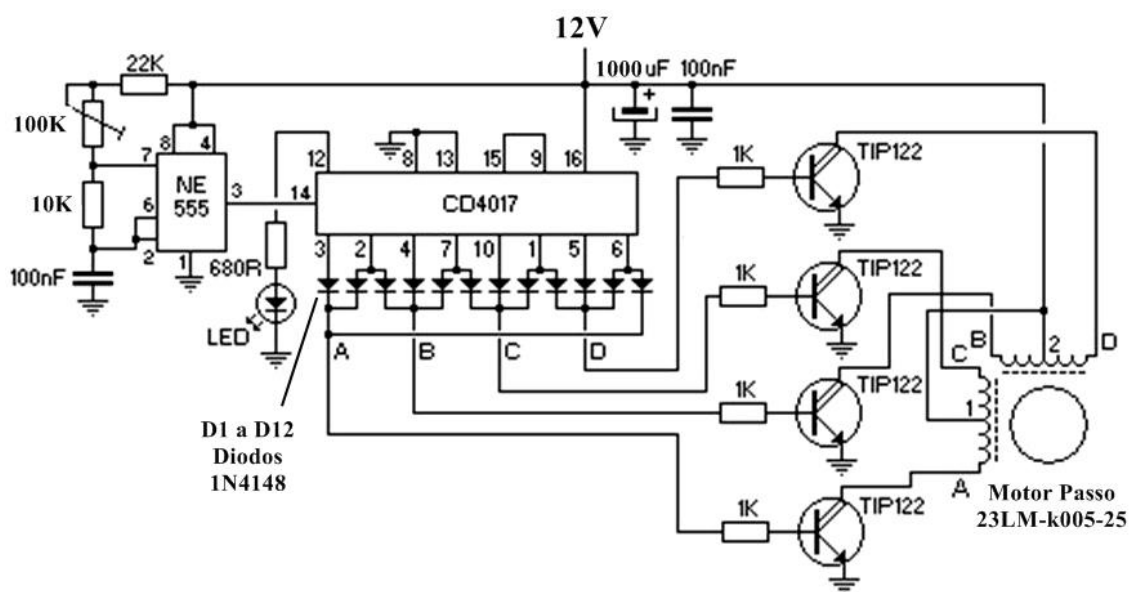 12V
22K
1000uF
100nF
100K
8
4
7
NE
555
3
6
2
1
10K
100nF
12
8
13
15
9
16
14
CD4017
3
2
4
7
10
1
5
6
680R
LED
A
B
C
D
D1 a D12
Diodos
1N4148
1K
TIP122
1K
TIP122
1K
TIP122
1K
TIP122
B
2
D
C
1
A
Motor Passo
23LM-k005-25